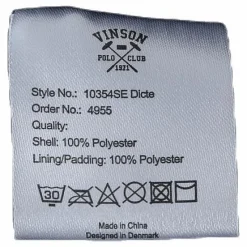 VINSON
POLO CLUB
1921
Style No.: 10354SE Dicte
Order No.: 4955
Quality:
Shell: 100% Polyester
Lining/Padding: 100% Polyester
30
Made in China
Designed in Denmark